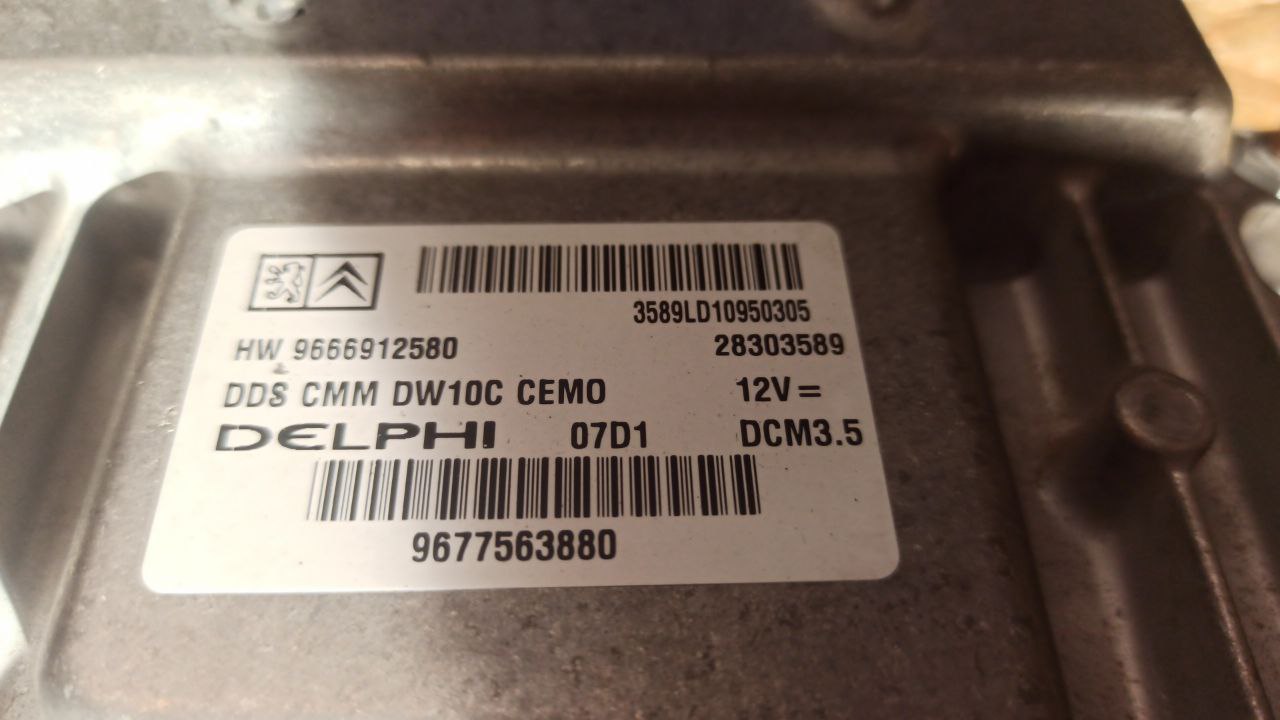 3589LD10950305
HW 9666912580 28303589
DDS CMM DW10C CEMO 12V=
DELPHI 07D1 DCM3.5
9677563880